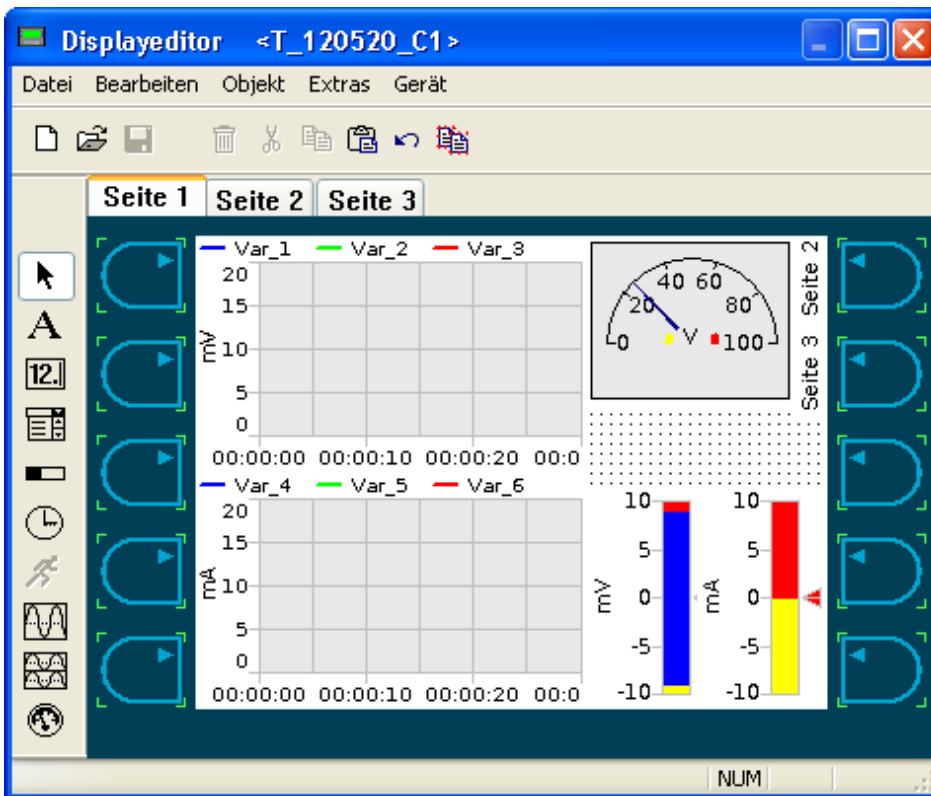 Displayeditor <T_120520_C1>
Datei Bearbeiten Objekt Extras Gerät
Seite 1 Seite 2 Seite 3
Var_1 Var_2 Var_3
20
15
mV
10
5
0
00:00:00 00:00:10 00:00:20 00:0
0 20 40 60 80 100
V
Seite 2
Seite 3
A
12.
Var_4 Var_5 Var_6
20
15
mA
10
5
0
00:00:00 00:00:10 00:00:20 00:0
mV
10
5
0
-5
-10
mA
10
5
0
-5
-10
NUM